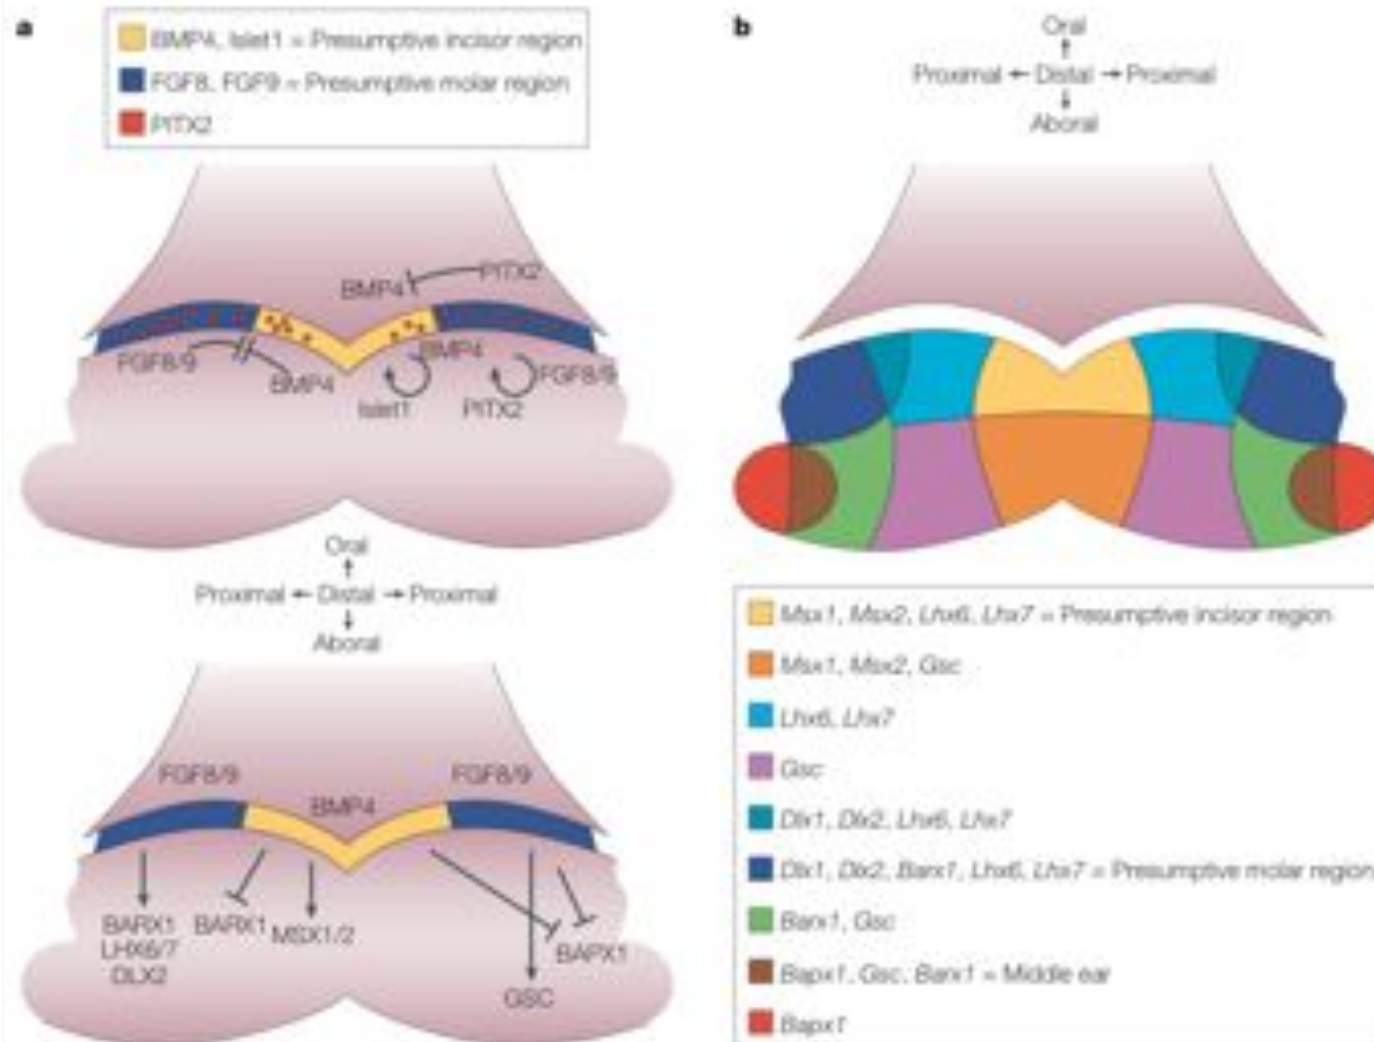 a
BMP4, Islet1 = Presumptive incisor region
FGF8, FGF9 = Presumptive molar region
PITX2
BMP4
PITX2
FGF8/9
BMP4
BMP4
Islet1
PITX2
FGF8/9
Oral
Proximal ← Distal → Proximal
Aboral
FGF8/9
FGF8/9
BMP4
BARX1
LHX6/7
DLX2
BARX1
MSX1/2
BAPX1
GSC
b
Oral
Proximal ← Distal → Proximal
Aboral
Msx1, Msx2, Lhx6, Lhx7 = Presumptive incisor region
Msx1, Msx2, Gsc
Lhx6, Lhx7
Gsc
Dlx1, Dlx2, Lhx6, Lhx7
Dlx1, Dlx2, Barx1, Lhx6, Lhx7 = Presumptive molar region
Barx1, Gsc
Bapx1, Gsc, Barx1 = Middle ear
Bapx1